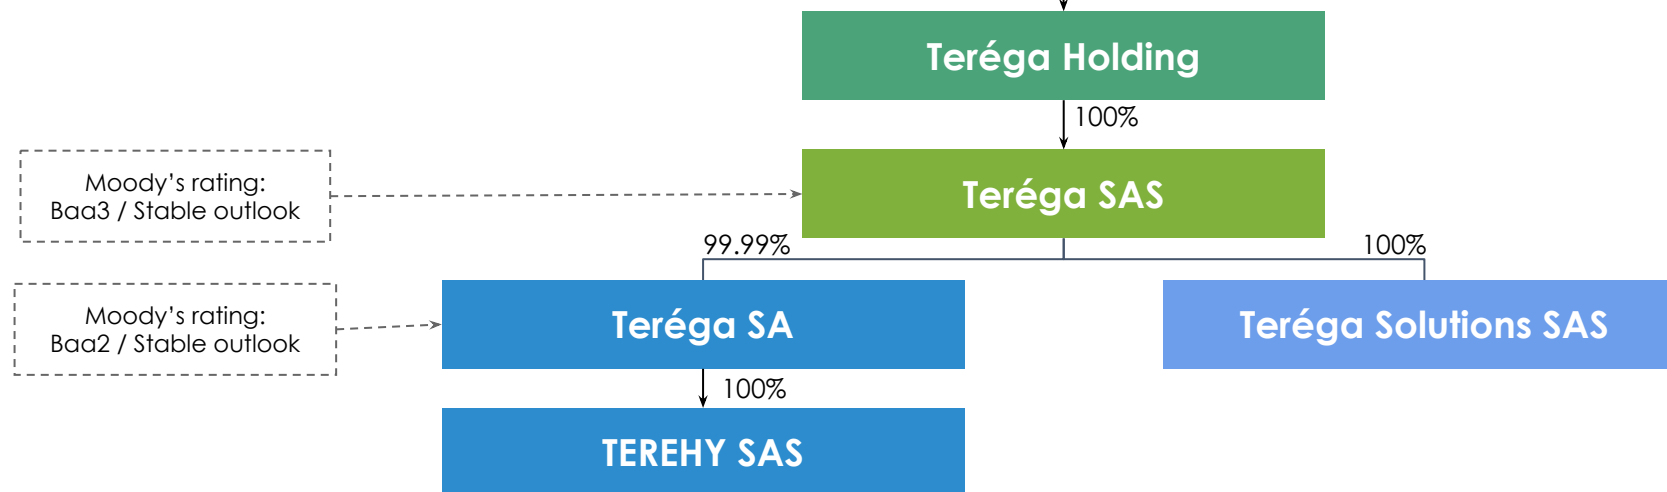 Teréga Holding
100%
Moody's rating:
Baa3 / Stable outlook
Teréga SAS
99.99%
100%
Moody's rating:
Baa2 / Stable outlook
Teréga SA
Teréga Solutions SAS
100%
TEREHY SAS